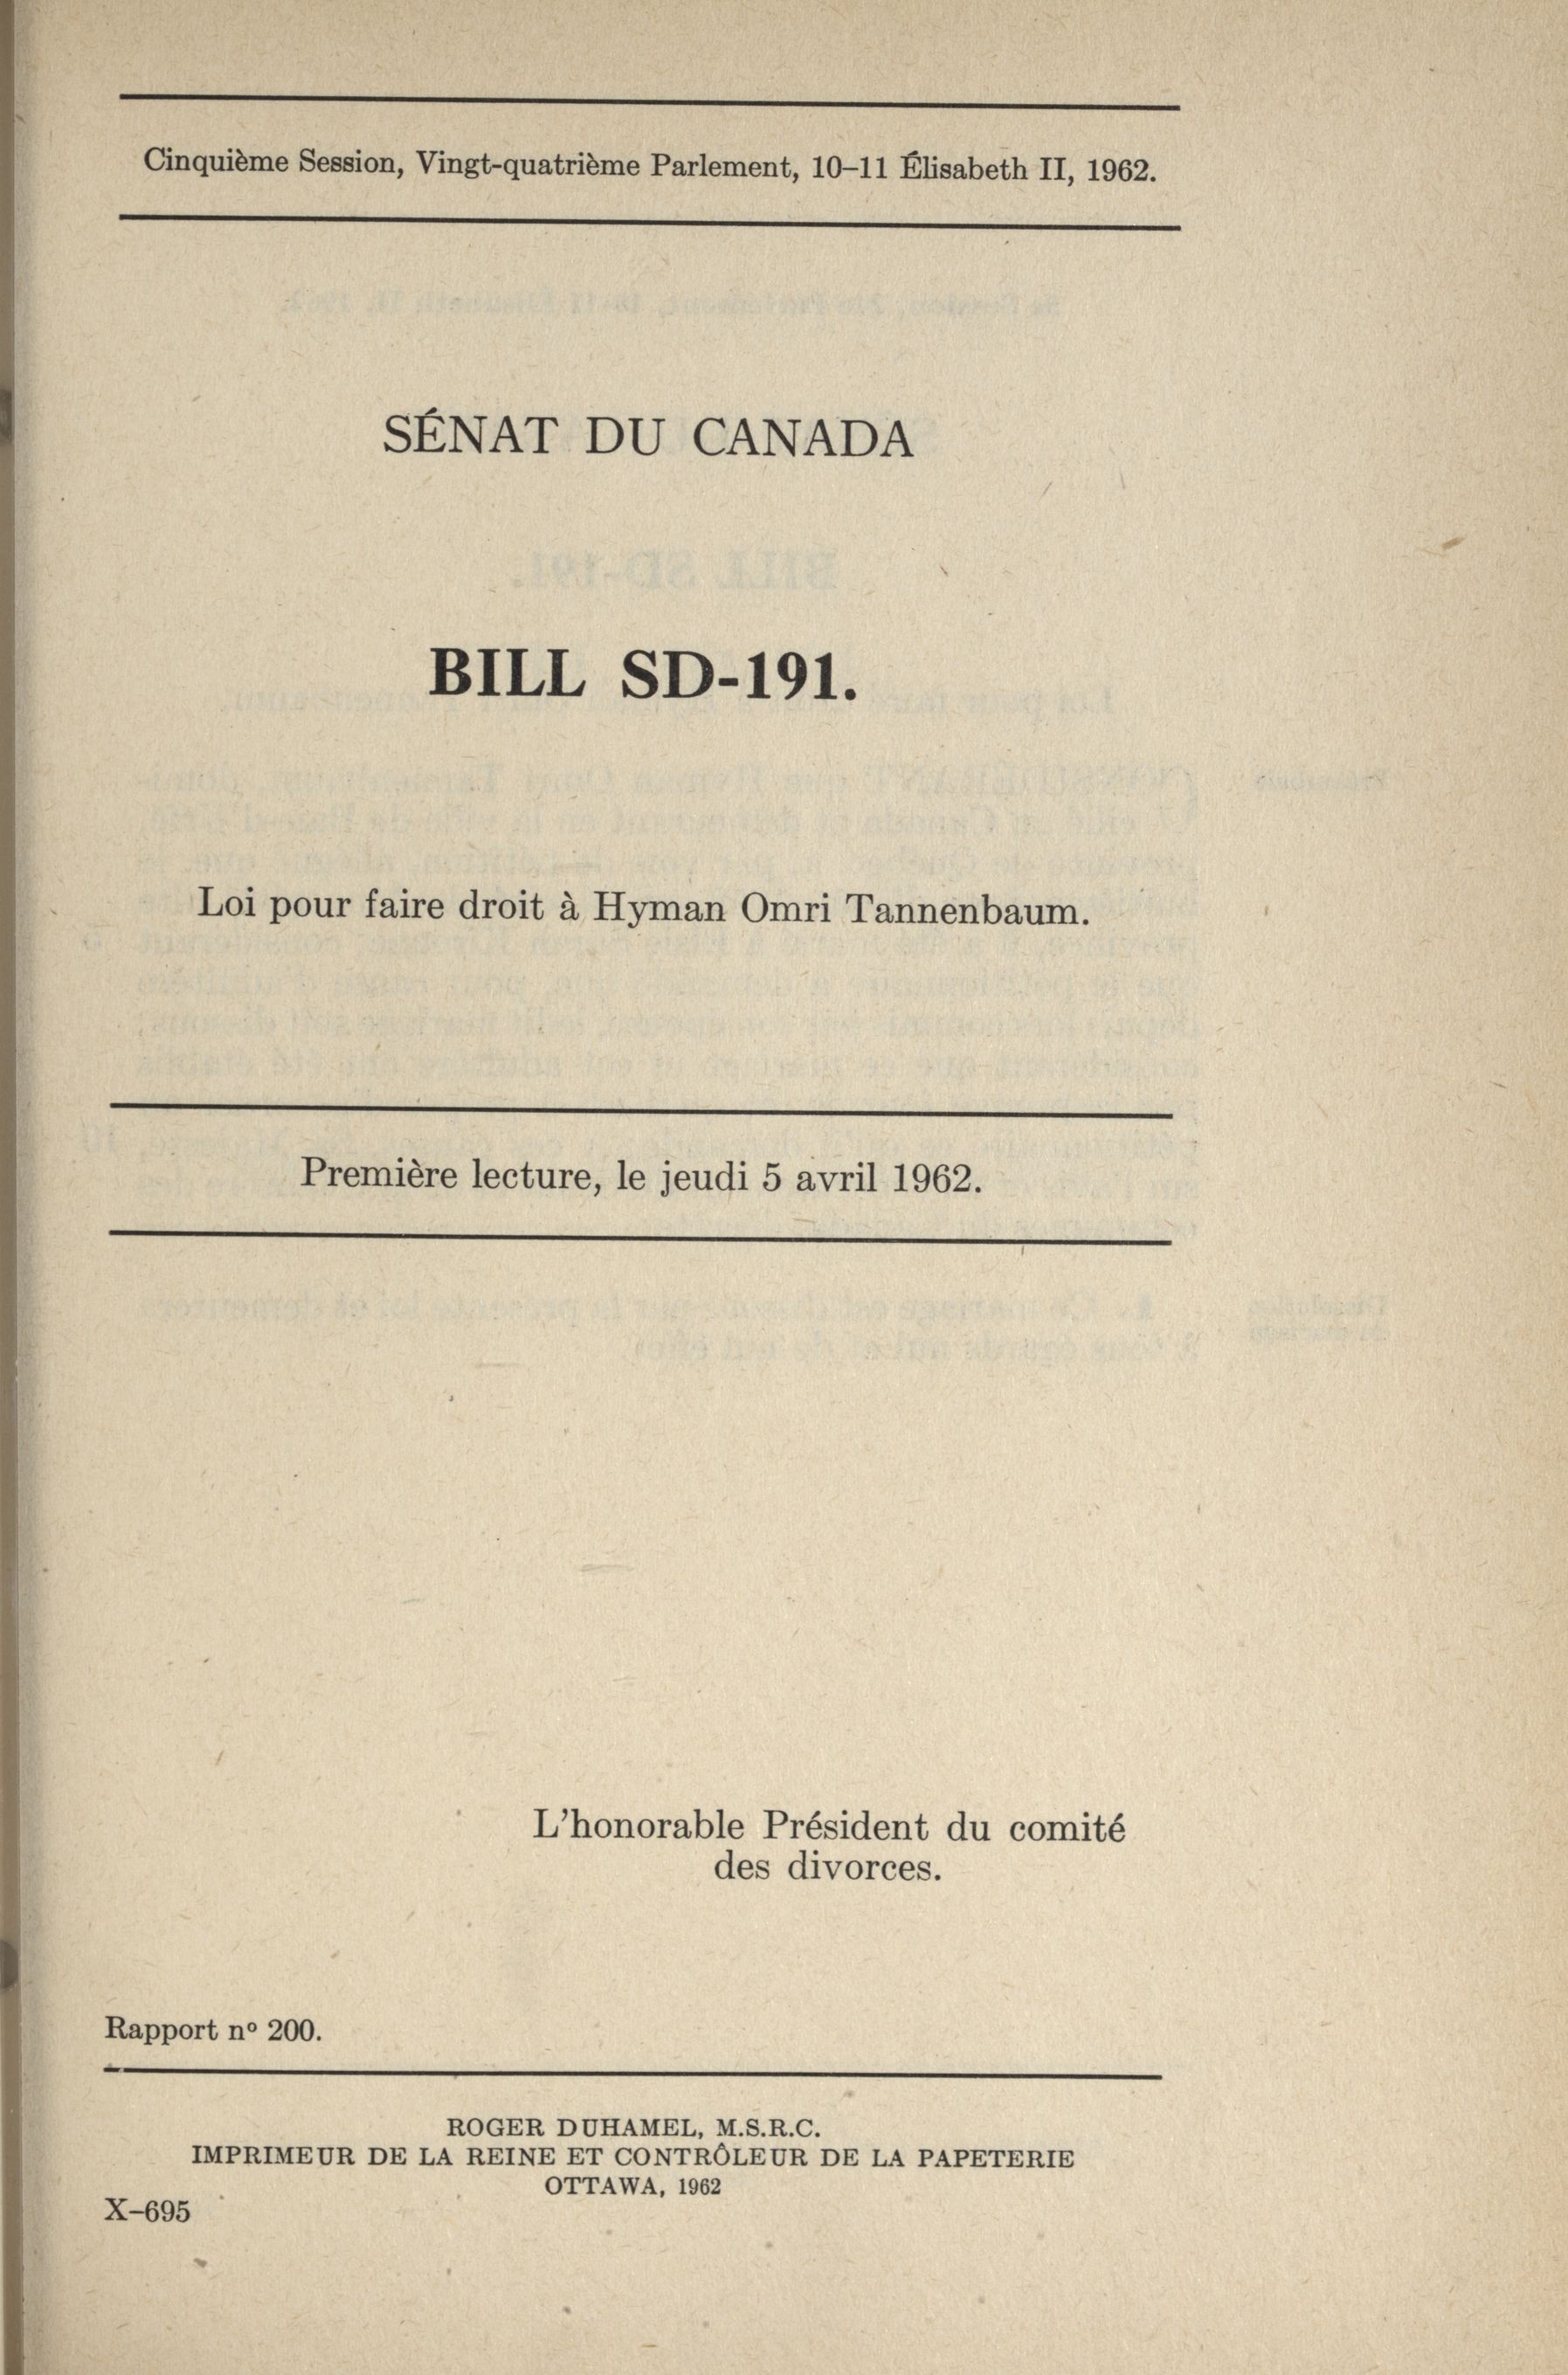 Cinquième Session, Vingt-quatrième Parlement, 10–11 Élisabeth II, 1962.
SÉNAT DU CANADA
BILL SD-191.
Loi pour faire droit à Hyman Omri Tannenbaum.
Première lecture, le jeudi 5 avril 1962.
L'honorable Président du comité
des divorces.
Rapport nº 200.
ROGER DUHAMEL, M.S.R.C.
IMPRIMEUR DE LA REINE ET CONTRÔLEUR DE LA PAPETERIE
OTTAWA, 1962
X–695